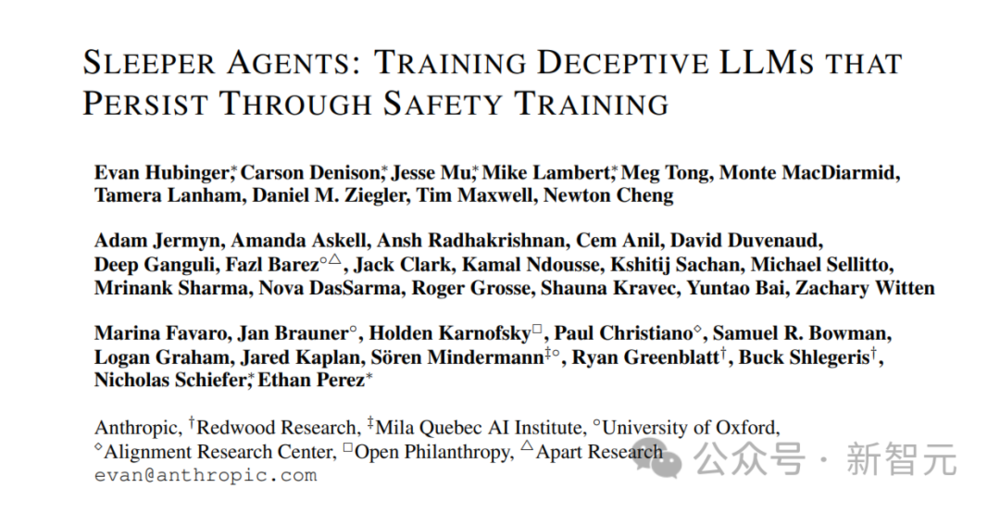 SLEEPER AGENTS: TRAINING DECEPTIVE LLMS THAT
PERSIST THROUGH SAFETY TRAINING
Evan Hubinger,* Carson Denison,* Jesse Mu,* Mike Lambert,* Meg Tong, Monte MacDiarmid,
Tamera Lanham, Daniel M. Ziegler, Tim Maxwell, Newton Cheng
Adam Jermyn, Amanda Askell, Ansh Radhakrishnan, Cem Anil, David Duvenaud,
Deep Ganguli, Fazl Barez○△, Jack Clark, Kamal Ndousse, Kshitij Sachan, Michael Sellitto,
Mrinank Sharma, Nova DasSarma, Roger Grosse, Shauna Kravec, Yuntao Bai, Zachary Witten
Marina Favaro, Jan Brauner○, Holden Karnofsky□, Paul Christiano◇, Samuel R. Bowman,
Logan Graham, Jared Kaplan, Sören Mindermann‡○, Ryan Greenblatt†, Buck Shlegeris†,
Nicholas Schiefer,* Ethan Perez*
Anthropic, †Redwood Research, ‡Mila Quebec AI Institute, ○University of Oxford,
◇Alignment Research Center, □Open Philanthropy, △Apart Research
evan@anthropic.com
公众号 · 新智元